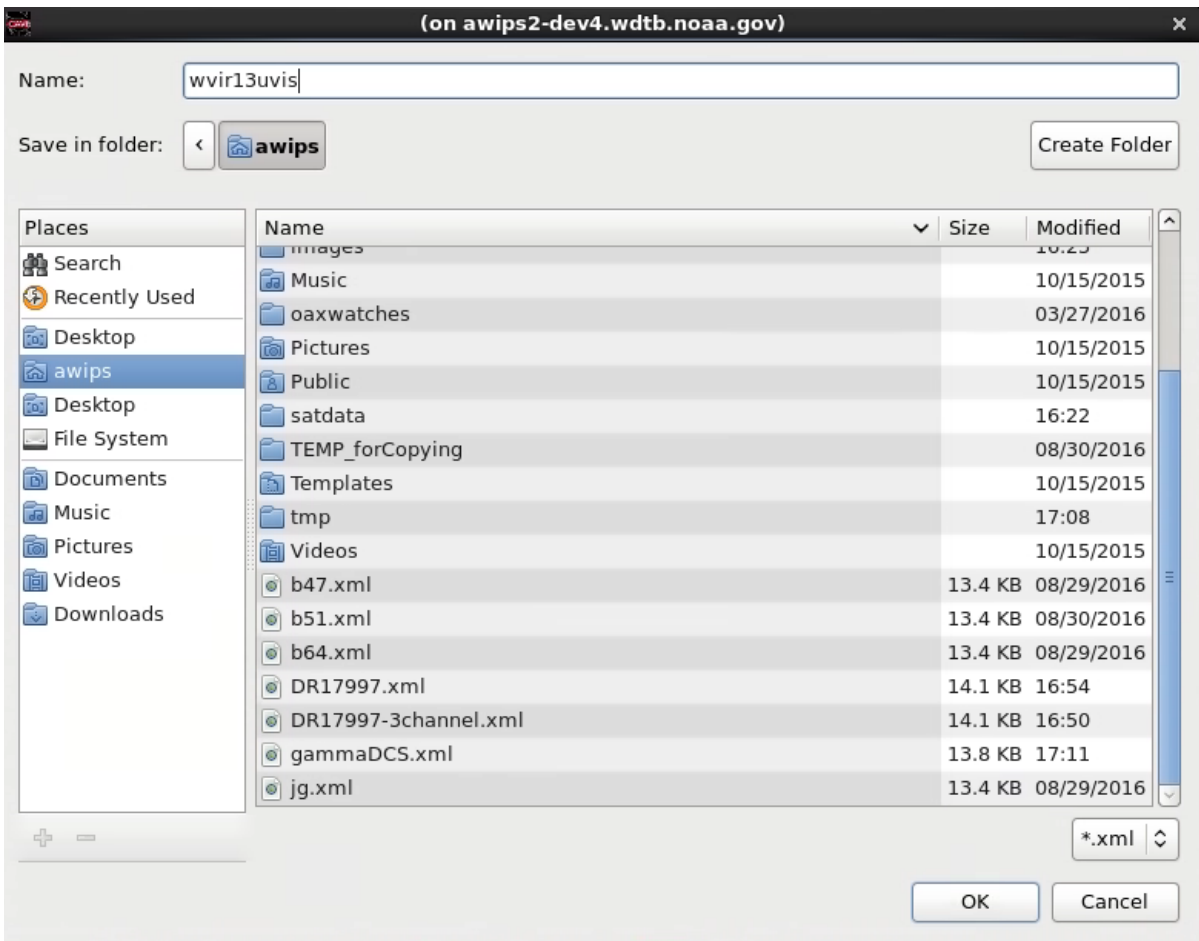 CAVE
(on awips2-dev4.wdtb.noaa.gov)
Name: wvir13uvis
Save in folder: < awips Create Folder
Places
Search
Recently Used
Desktop
awips
Desktop
File System
Documents
Music
Pictures
Videos
Downloads
Name Size Modified
images 16:25
Music 10/15/2015
oaxwatches 03/27/2016
Pictures 10/15/2015
Public 10/15/2015
satdata 16:22
TEMP_forCopying 08/30/2016
Templates 10/15/2015
tmp 17:08
Videos 10/15/2015
b47.xml 13.4 KB 08/29/2016
b51.xml 13.4 KB 08/30/2016
b64.xml 13.4 KB 08/29/2016
DR17997.xml 14.1 KB 16:54
DR17997-3channel.xml 14.1 KB 16:50
gammaDCS.xml 13.8 KB 17:11
jg.xml 13.4 KB 08/29/2016
*.xml
OK Cancel